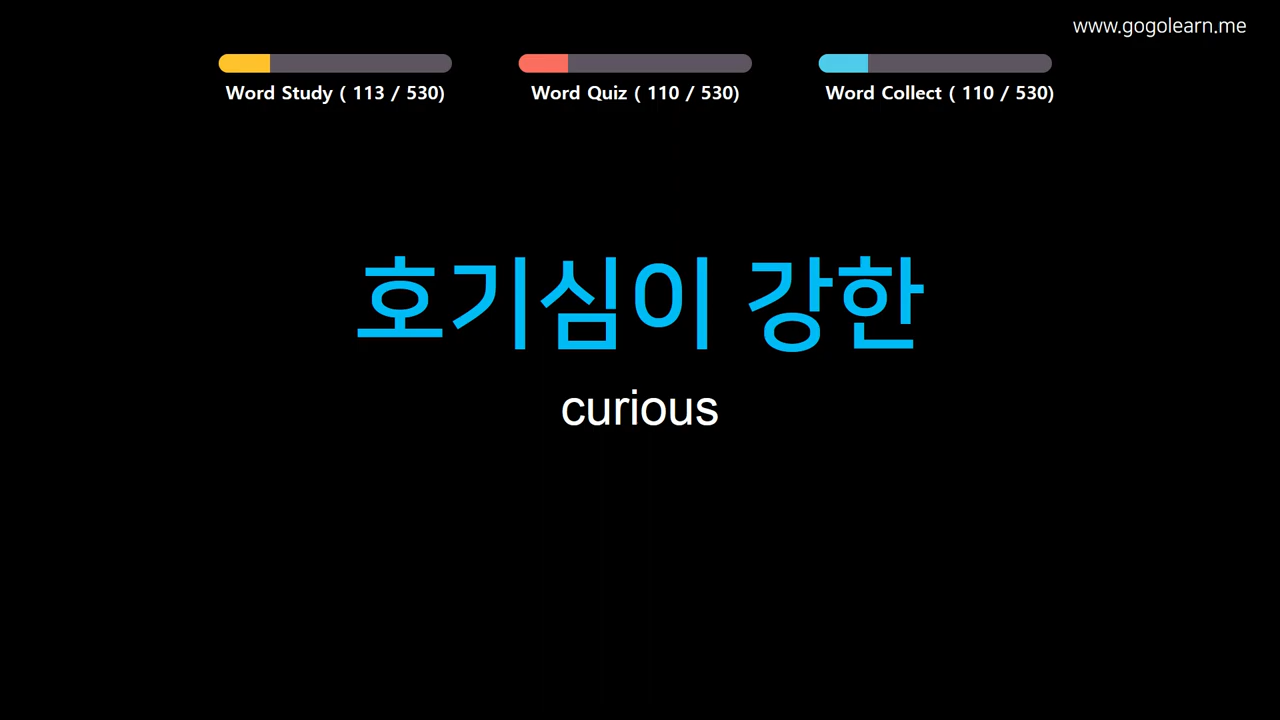 www.gogolearn.me
Word Study ( 113 / 530)
Word Quiz ( 110 / 530)
Word Collect ( 110 / 530)
호기심이 강한
curious